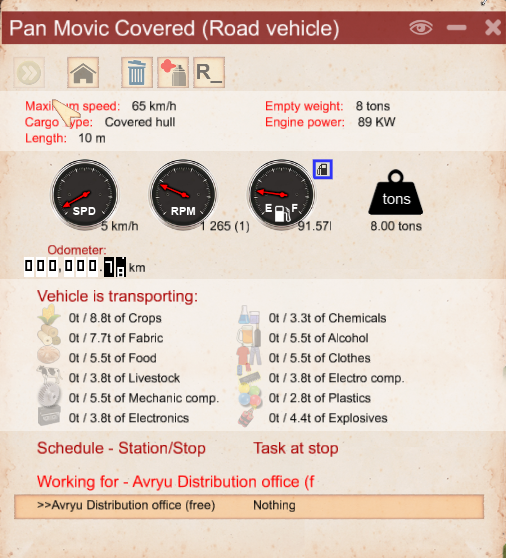 Pan Movic Covered (Road vehicle)
R_
Maximum speed: 65 km/h
Empty weight: 8 tons
Cargo Type: Covered hull
Engine power: 89 KW
Length: 10 m
SPD
RPM
E F
tons
5 km/h
1 265 (1)
91.57l
8.00 tons
Odometer:
000,000. km
Vehicle is transporting:
0t / 8.8t of Crops
0t / 3.3t of Chemicals
0t / 7.7t of Fabric
0t / 5.5t of Alcohol
0t / 5.5t of Food
0t / 5.5t of Clothes
0t / 3.8t of Livestock
0t / 3.8t of Electro comp.
0t / 5.5t of Mechanic comp.
0t / 2.8t of Plastics
0t / 3.8t of Electronics
0t / 4.4t of Explosives
Schedule - Station/Stop
Task at stop
Working for - Avryu Distribution office (f
>>Avryu Distribution office (free)
Nothing